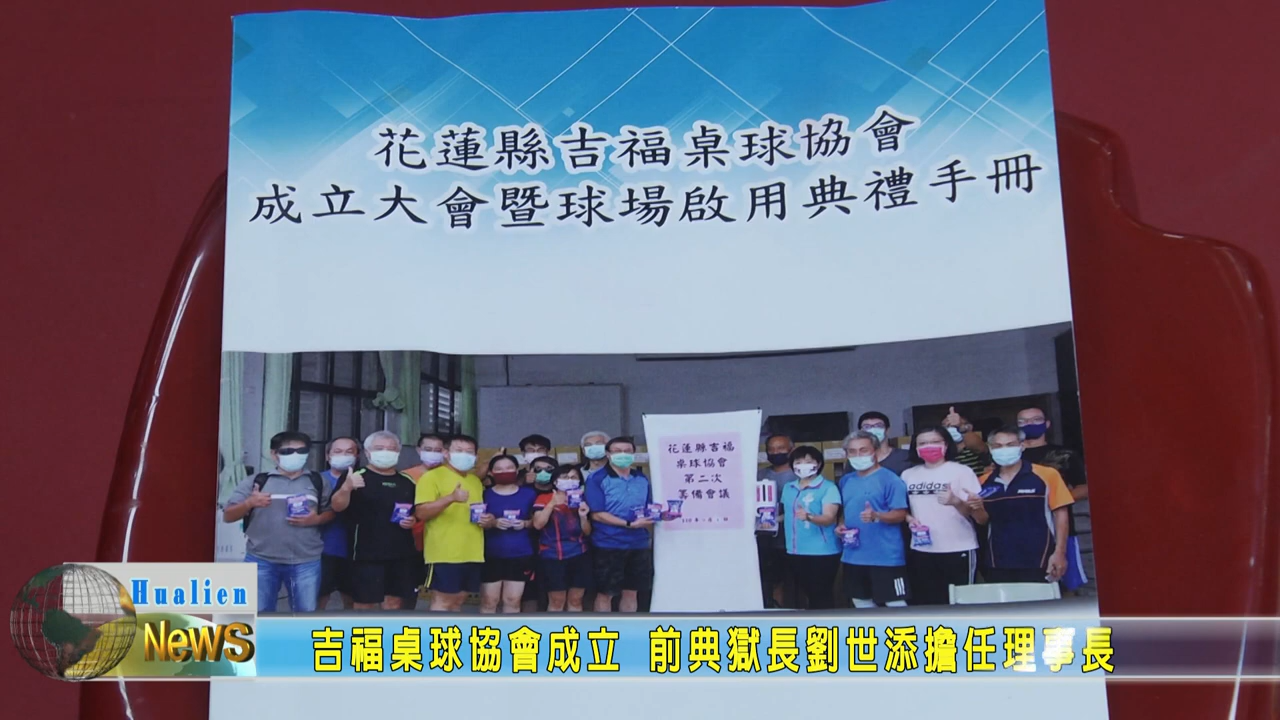 花蓮縣吉福桌球協會
成立大會暨球場啟用典禮手冊
花蓮縣吉福
桌球協會
第二次
籌備會議
adidas
Hualien
News
吉福桌球協會成立 前典獄長劉世添擔任理事長